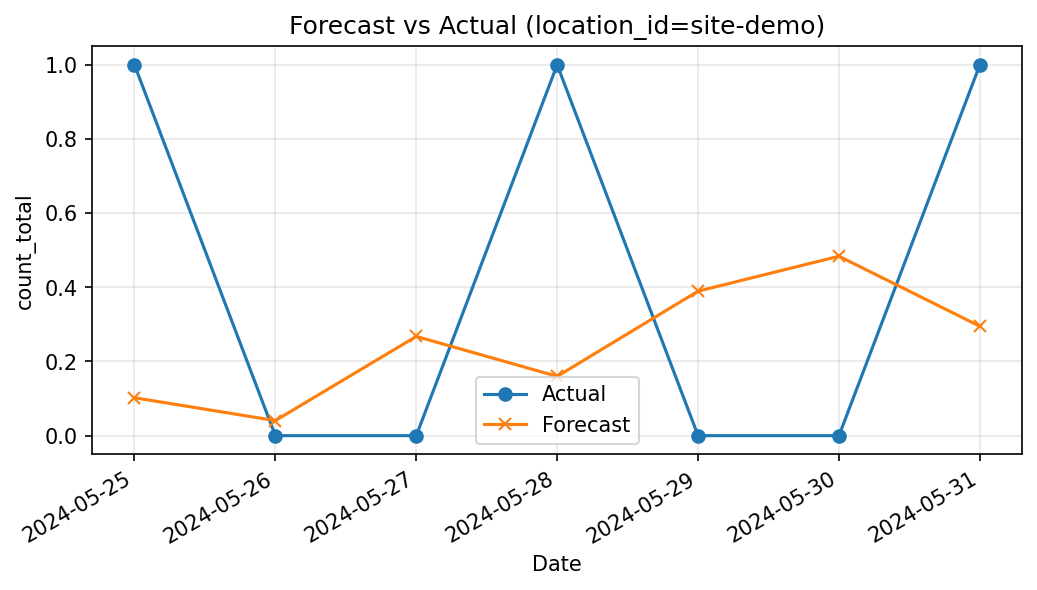 Forecast vs Actual (location_id=site-demo)
count_total
1.0
0.8
0.6
0.4
0.2
0.0
Actual
Forecast
2024-05-25
2024-05-26
2024-05-27
2024-05-28
2024-05-29
2024-05-30
2024-05-31
Date